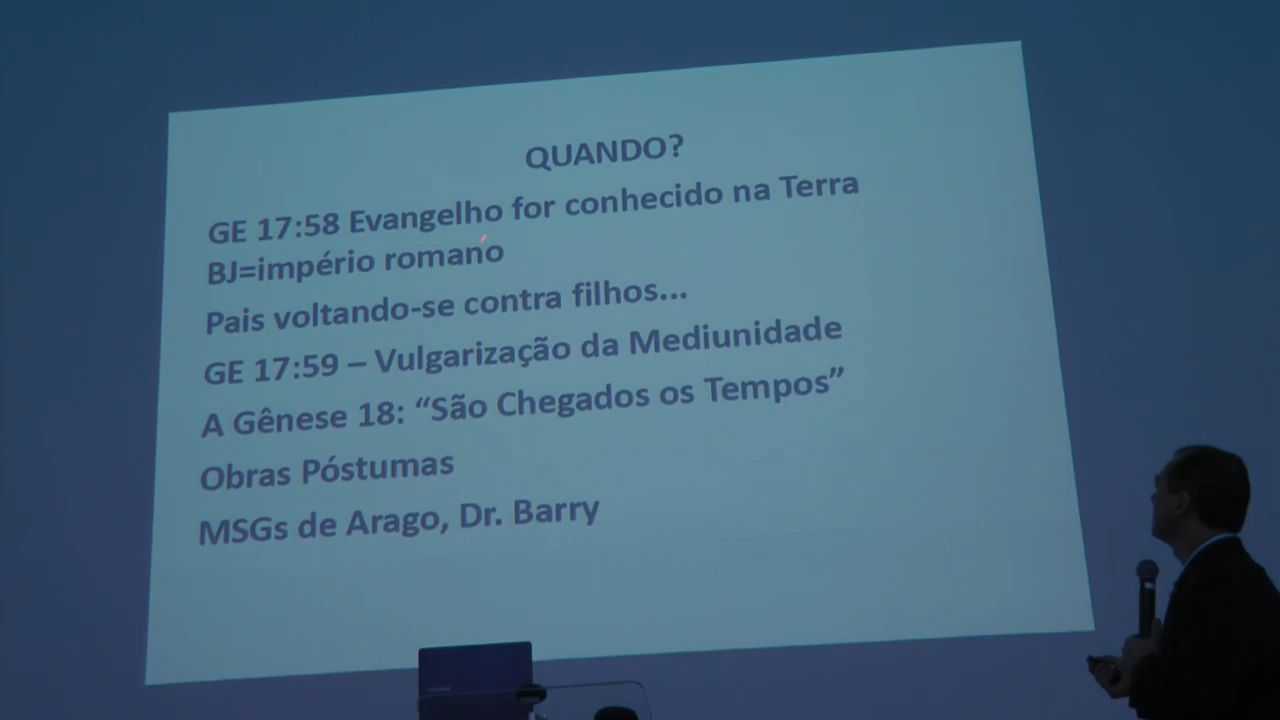 QUANDO?
GE 17:58 Evangelho for conhecido na Terra
BJ=império romano
Pais voltando-se contra filhos...
GE 17:59 – Vulgarização da Mediunidade
A Gênese 18: “São Chegados os Tempos”
Obras Póstumas
MSGs de Arago, Dr. Barry